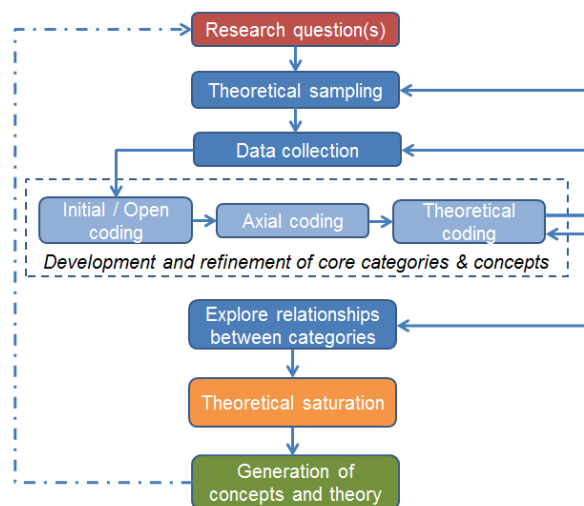 Research question(s)
Theoretical sampling
Data collection
Initial / Open
coding
Axial coding
Theoretical
coding
Development and refinement of core categories & concepts
Explore relationships
between categories
Theoretical saturation
Generation of
concepts and theory